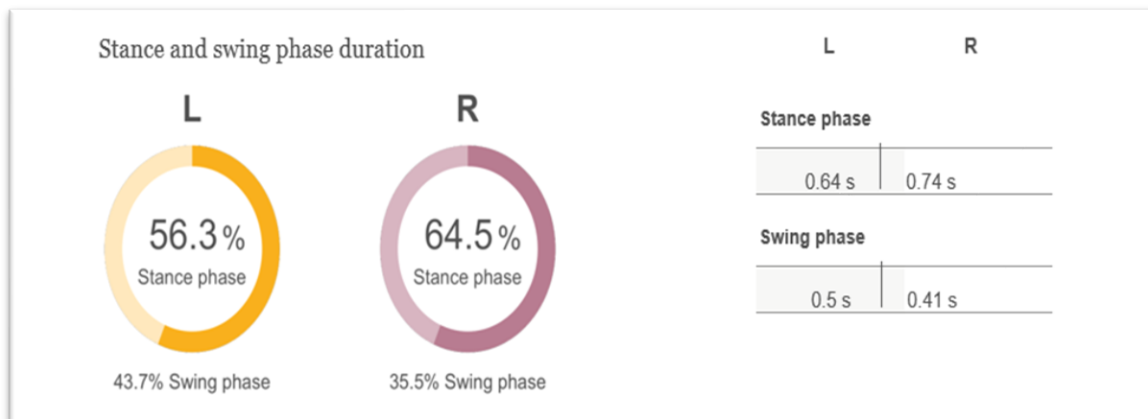 Stance and swing phase duration
L R
56.3 %
Stance phase
43.7% Swing phase
64.5 %
Stance phase
35.5% Swing phase
L R
Stance phase
0.64 s 0.74 s
Swing phase
0.5 s 0.41 s